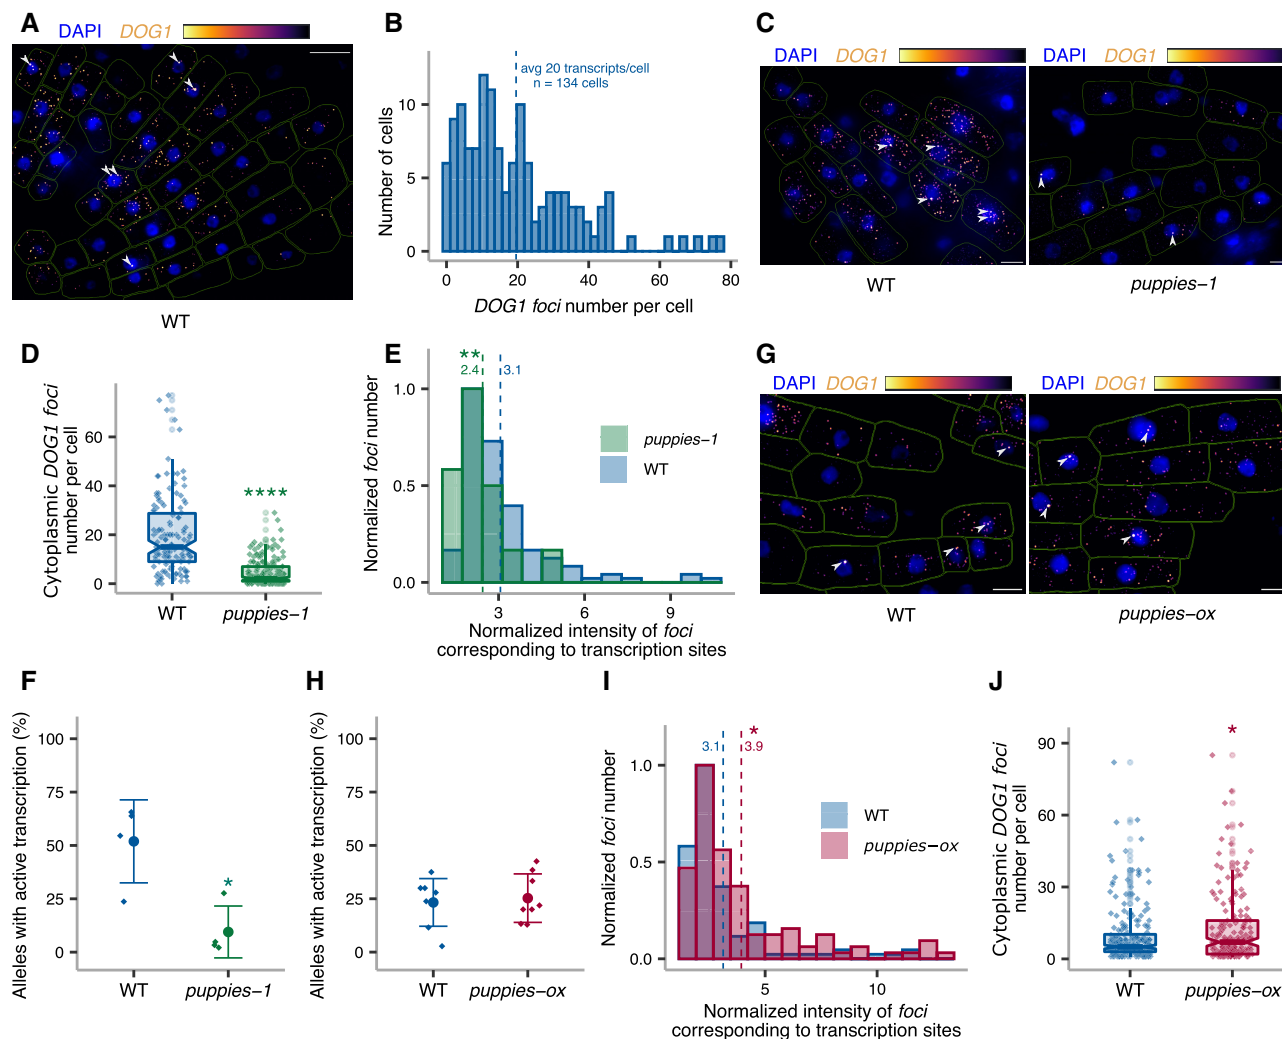 A
DAPI DOG1
WT
B
Number of cells
10
5
0
avg 20 transcripts/cell
n = 134 cells
0 20 40 60 80
DOG1 foci number per cell
C
DAPI DOG1
DAPI DOG1
WT
puppies−1
D
Cytoplasmic DOG1 foci
number per cell
60
40
20
0
****
WT
puppies−1
E
Normalized foci number
1.0
0.5
0.0
**
2.4
3.1
puppies−1
WT
3 6 9
Normalized intensity of foci
corresponding to transcription sites
G
DAPI DOG1
DAPI DOG1
WT
puppies−ox
F
Alleles with active transcription (%)
100
75
50
25
0
*
WT
puppies−1
H
Alleles with active transcription (%)
100
75
50
25
0
WT
puppies−ox
I
Normalized foci number
1.0
0.5
0.0
3.1
*
3.9
WT
puppies−ox
5 10
Normalized intensity of foci
corresponding to transcription sites
J
Cytoplasmic DOG1 foci
number per cell
90
60
30
0
*
WT
puppies−ox